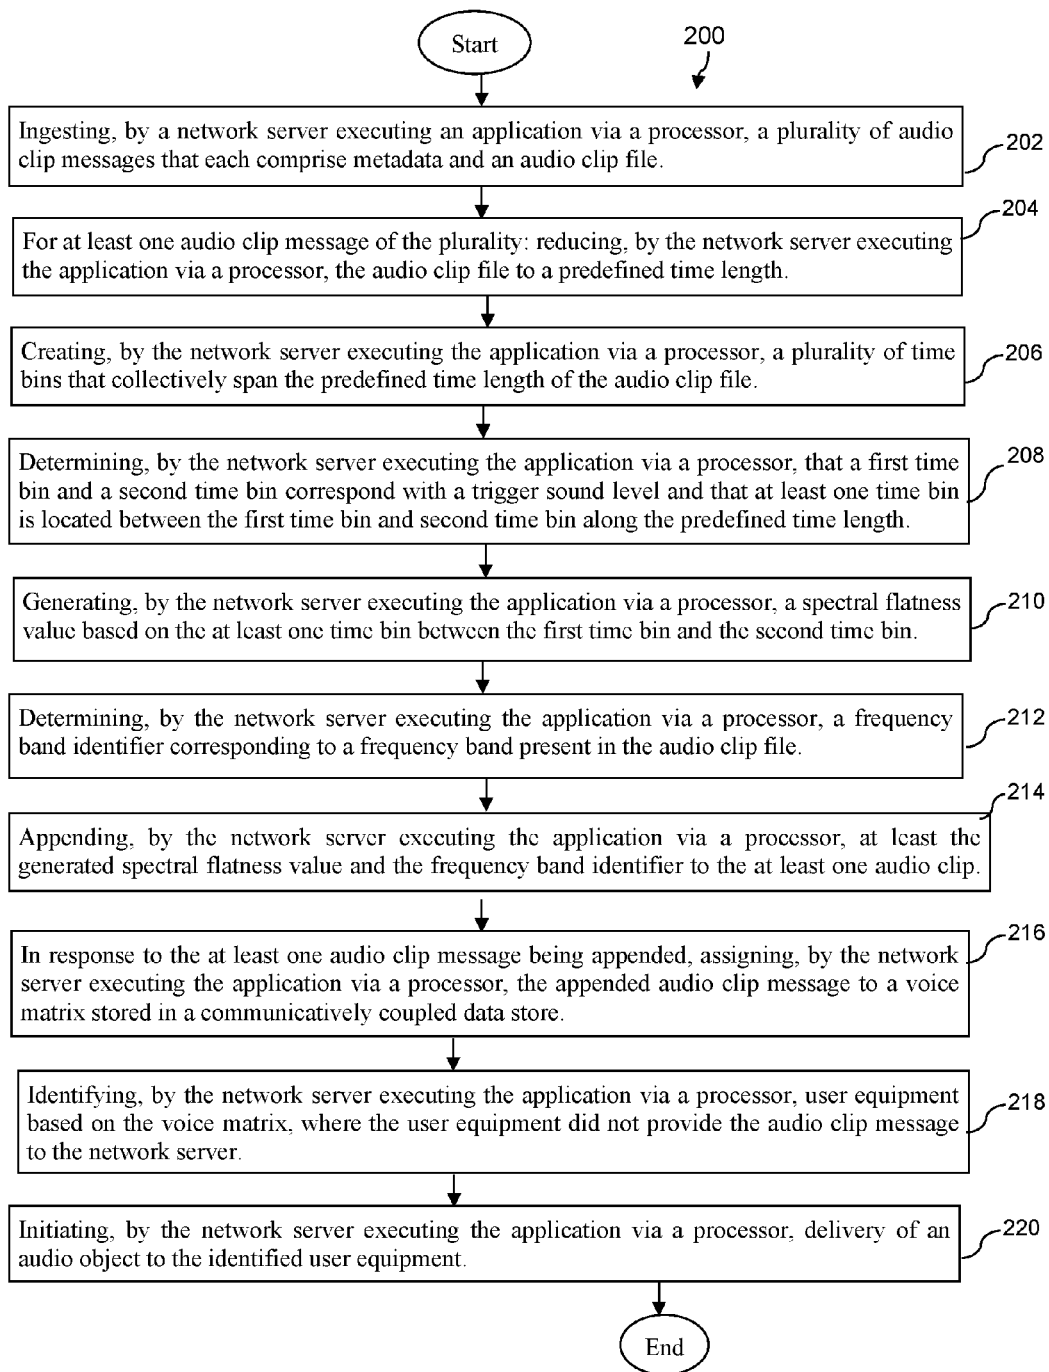 Start
200
Ingesting, by a network server executing an application via a processor, a plurality of audio
clip messages that each comprise metadata and an audio clip file.
202
204
For at least one audio clip message of the plurality: reducing, by the network server executing
the application via a processor, the audio clip file to a predefined time length.
Creating, by the network server executing the application via a processor, a plurality of time
bins that collectively span the predefined time length of the audio clip file.
206
Determining, by the network server executing the application via a processor, that a first time
bin and a second time bin correspond with a trigger sound level and that at least one time bin
is located between the first time bin and second time bin along the predefined time length.
208
Generating, by the network server executing the application via a processor, a spectral flatness
value based on the at least one time bin between the first time bin and the second time bin.
210
Determining, by the network server executing the application via a processor, a frequency
band identifier corresponding to a frequency band present in the audio clip file.
212
214
Appending, by the network server executing the application via a processor, at least the
generated spectral flatness value and the frequency band identifier to the at least one audio clip.
216
In response to the at least one audio clip message being appended, assigning, by the network
server executing the application via a processor, the appended audio clip message to a voice
matrix stored in a communicatively coupled data store.
Identifying, by the network server executing the application via a processor, user equipment
based on the voice matrix, where the user equipment did not provide the audio clip message
to the network server.
218
Initiating, by the network server executing the application via a processor, delivery of an
audio object to the identified user equipment.
220
End